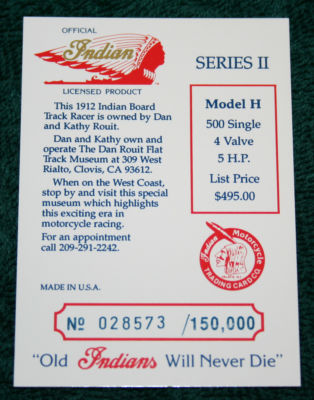 OFFICIAL
Indian
LICENSED PRODUCT
SERIES II
This 1912 Indian Board
Track Racer is owned by Dan
and Kathy Rouit.
Dan and Kathy own and
operate The Dan Rouit Flat
Track Museum at 309 West
Rialto, Clovis, CA 93612.
When on the West Coast,
stop by and visit this special
museum which highlights
this exciting era in
motorcycle racing.
For an appointment
call 209-291-2242.
MADE IN U.S.A.
Model H
500 Single
4 Valve
5 H.P.
List Price
$495.00
Indian Motorcycle
TRADING CARD CO.
No 028573 /150,000
"Old Indians Will Never Die"